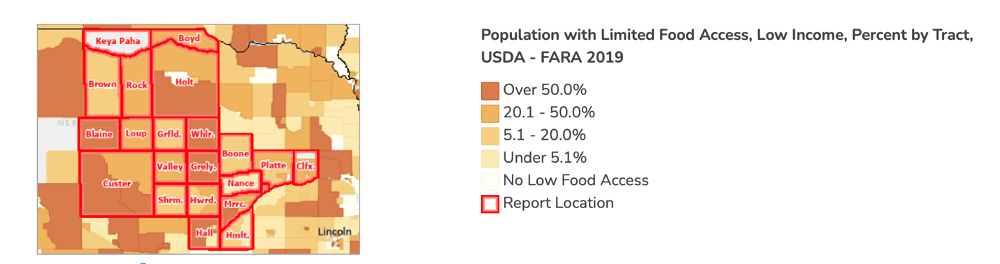 Keya Paha
Boyd
Brown
Rock
Holt
NEB
Blaine
Loup
Grfld.
Whlr.
Boone
Custer
Valley
Grely.
Platte
Clfx.
Nance
Shrm.
Hwrd.
Mrrc.
Hall
Hmlt.
Lincoln
Population with Limited Food Access, Low Income, Percent by Tract,
USDA - FARA 2019
Over 50.0%
20.1 - 50.0%
5.1 - 20.0%
Under 5.1%
No Low Food Access
Report Location